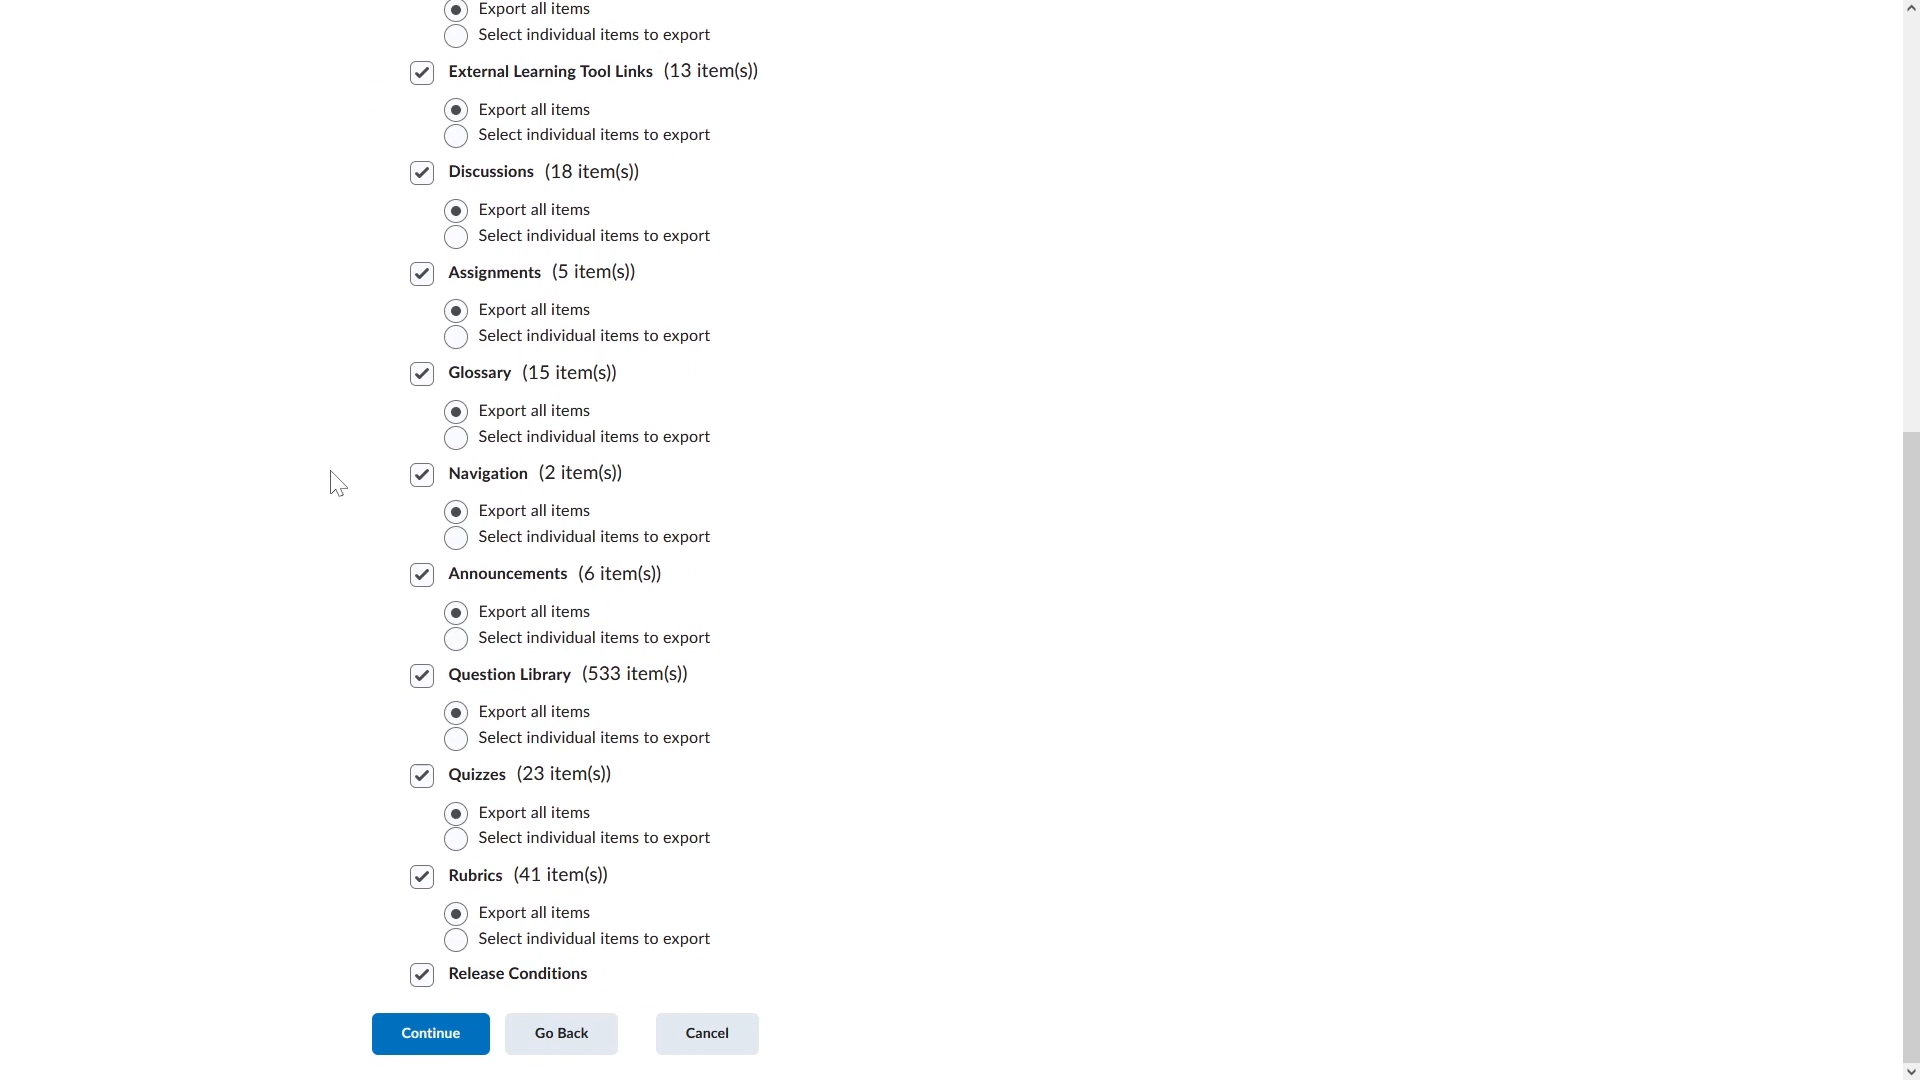 Export all items
Select individual items to export
External Learning Tool Links (13 item(s))
Export all items
Select individual items to export
Discussions (18 item(s))
Export all items
Select individual items to export
Assignments (5 item(s))
Export all items
Select individual items to export
Glossary (15 item(s))
Export all items
Select individual items to export
Navigation (2 item(s))
Export all items
Select individual items to export
Announcements (6 item(s))
Export all items
Select individual items to export
Question Library (533 item(s))
Export all items
Select individual items to export
Quizzes (23 item(s))
Export all items
Select individual items to export
Rubrics (41 item(s))
Export all items
Select individual items to export
Release Conditions
Continue Go Back Cancel